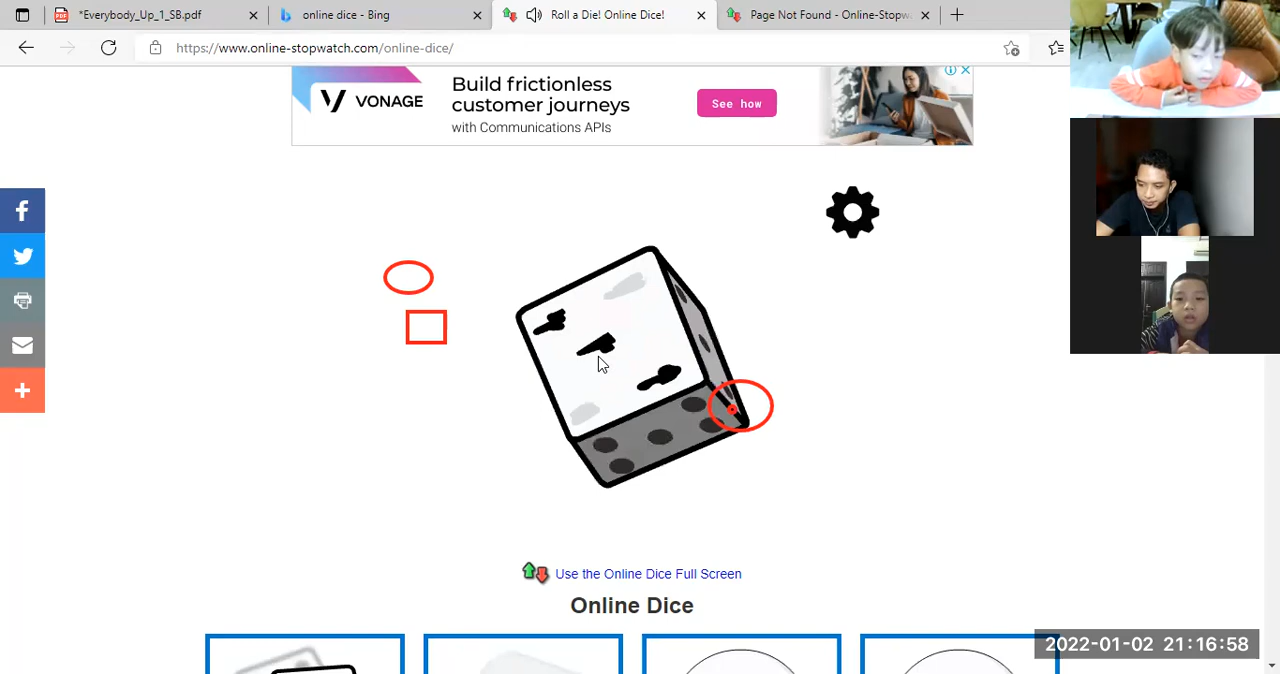 *Everybody_Up_1_SB.pdf
online dice - Bing
Roll a Die! Online Dice!
Page Not Found - Online-Stopw
https://www.online-stopwatch.com/online-dice/
VONAGE
Build frictionless
customer journeys
with Communications APIs
See how
Use the Online Dice Full Screen
Online Dice
2022-01-02 21:16:58